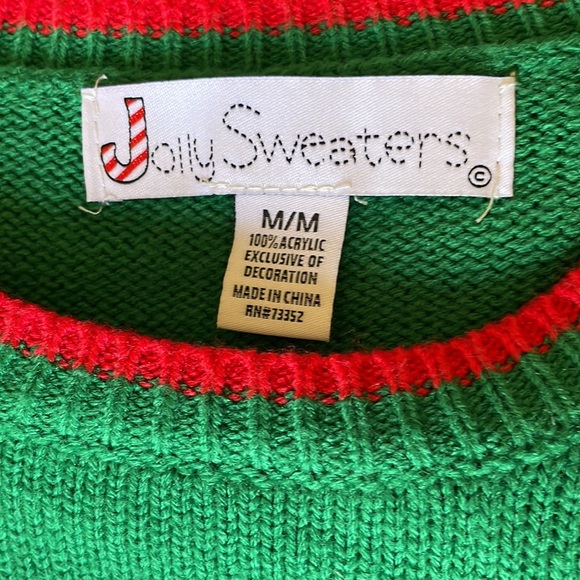 Jolly Sweaters ©
M/M
100% ACRYLIC
EXCLUSIVE OF
DECORATION
MADE IN CHINA
RN#73352